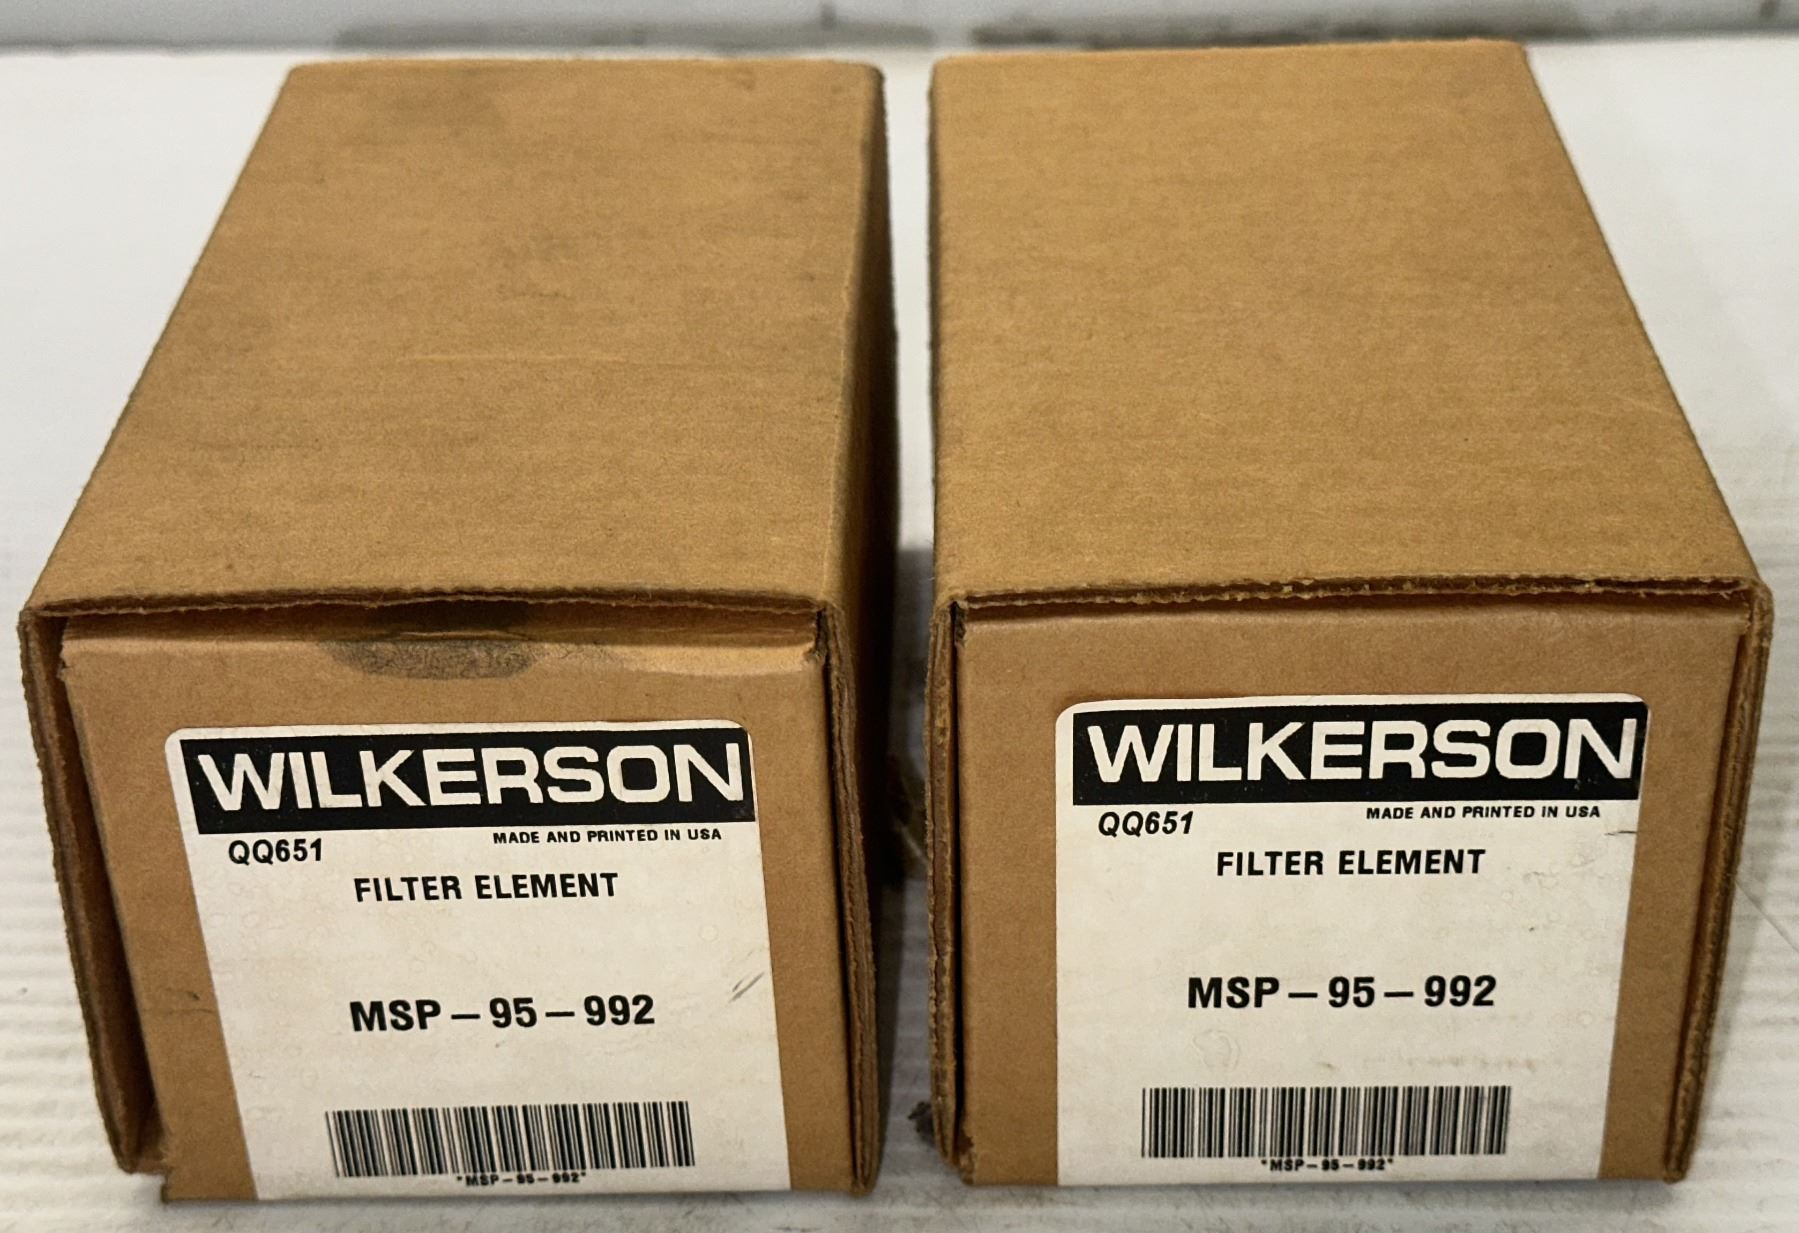 WILKERSON
QQ651 MADE AND PRINTED IN USA
FILTER ELEMENT
MSP-95-992
*MSP-95-992*
WILKERSON
QQ651 MADE AND PRINTED IN USA
FILTER ELEMENT
MSP-95-992
*MSP-95-992*